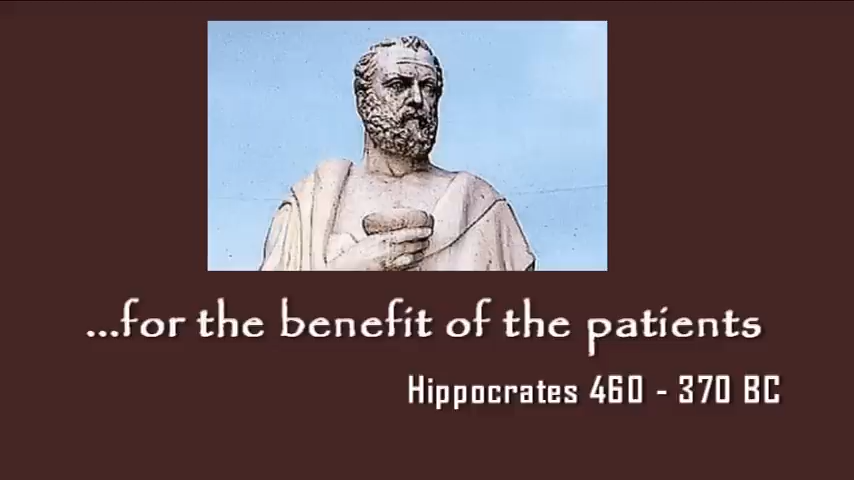 ...for the benefit of the patients
Hippocrates 460 - 370 BC